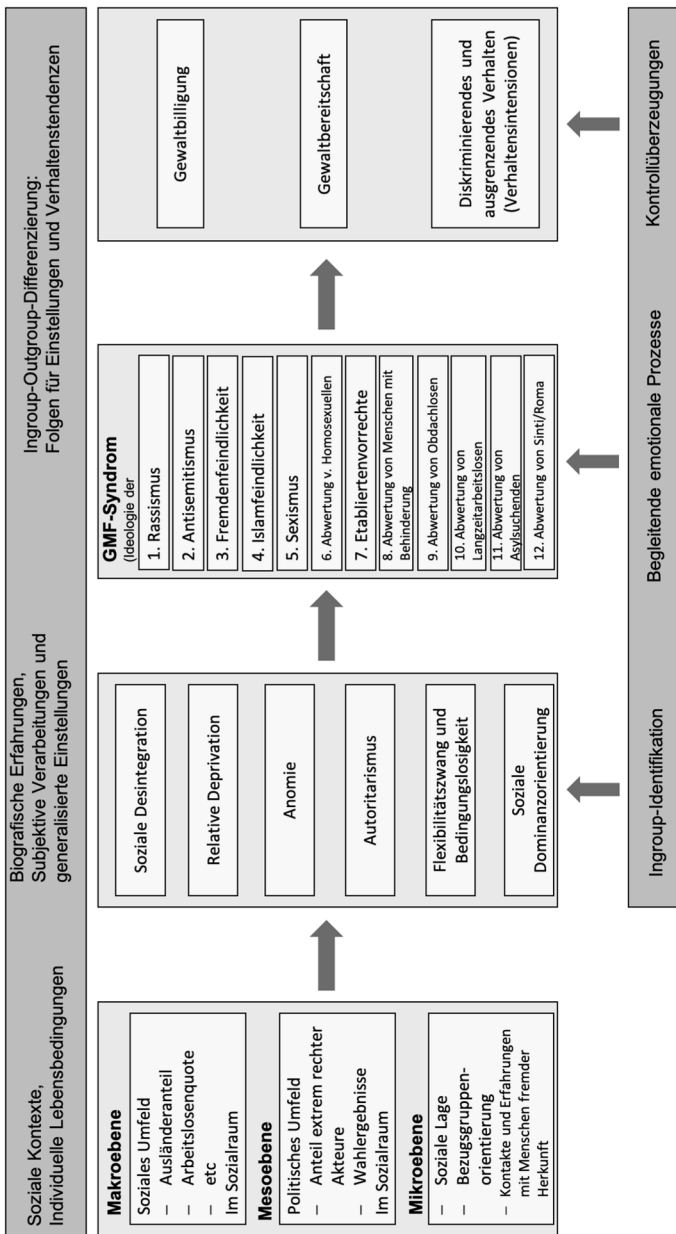 Soziale Kontexte,
Individuelle Lebensbedingungen
Biografische Erfahrungen,
Subjektive Verarbeitungen und
generalisierte Einstellungen
Ingroup-Outgroup-Differenzierung:
Folgen für Einstellungen und Verhaltenstendenzen
Makroebene
Soziales Umfeld
– Ausländeranteil
– Arbeitslosenquote
– etc
Im Sozialraum
Mesoebene
Politisches Umfeld
– Anteil extrem rechter
Akteure
– Wahlergebnisse
Im Sozialraum
Mikroebene
– Soziale Lage
– Bezugsgruppen-
orientierung
– Kontakte und Erfahrungen
mit Menschen fremder
Herkunft
Soziale Desintegration
Relative Deprivation
Anomie
Autoritarismus
Flexibilitätszwang und
Bedingungslosigkeit
Soziale
Dominanzorientierung
GMF-Syndrom
(Ideologie der
1. Rassismus
2. Antisemitismus
3. Fremdenfeindlichkeit
4. Islamfeindlichkeit
5. Sexismus
6. Abwertung v. Homosexuellen
7. Etabliertenvorrechte
8. Abwertung von Menschen mit
Behinderung
9. Abwertung von Obdachlosen
10. Abwertung von
Langzeitarbeitslosen
11. Abwertung von
Asylsuchenden
12. Abwertung von Sinti/Roma
Gewaltbilligung
Gewaltbereitschaft
Diskriminierendes und
ausgrenzendes Verhalten
(Verhaltensintensionen)
Ingroup-Identifikation
Begleitende emotionale Prozesse
Kontrollüberzeugungen